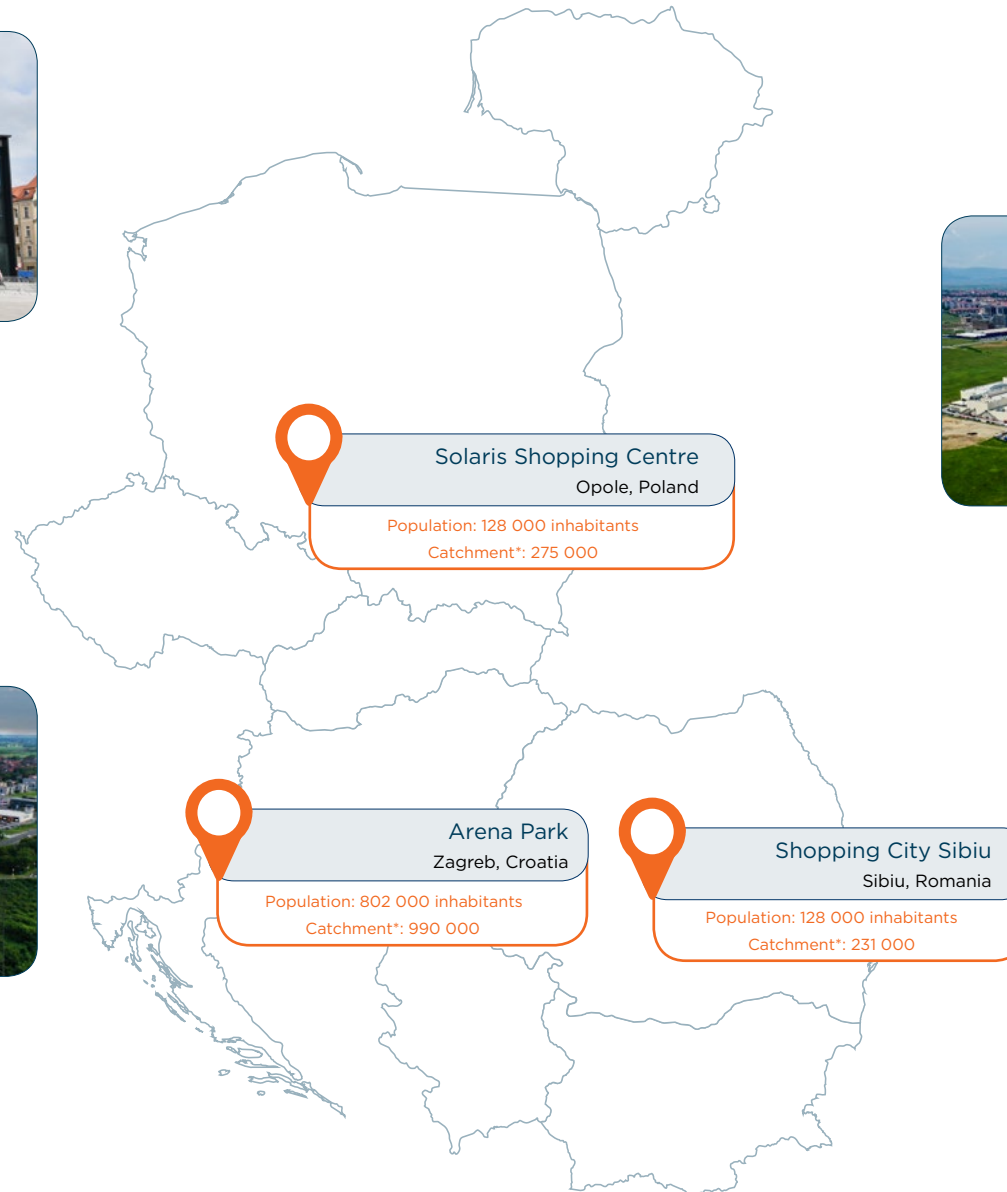 Solaris Shopping Centre
Opole, Poland
Population: 128 000 inhabitants
Catchment*: 275 000
Arena Park
Zagreb, Croatia
Population: 802 000 inhabitants
Catchment*: 990 000
Shopping City Sibiu
Sibiu, Romania
Population: 128 000 inhabitants
Catchment*: 231 000